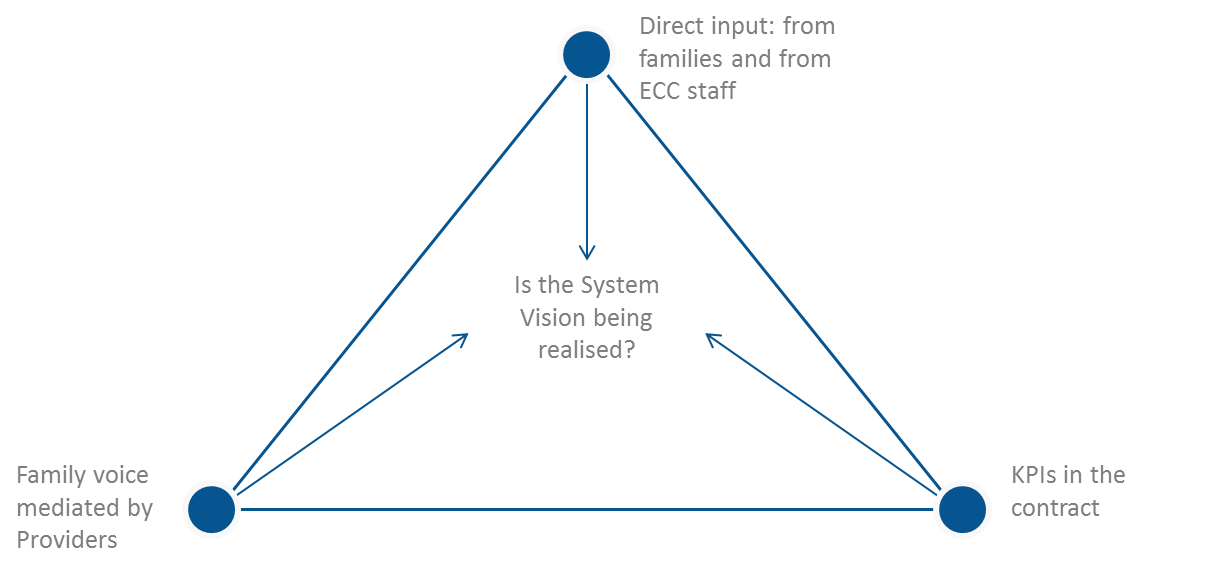 Direct input: from
families and from
ECC staff
Is the System
Vision being
realised?
Family voice
mediated by
Providers
KPIs in the
contract